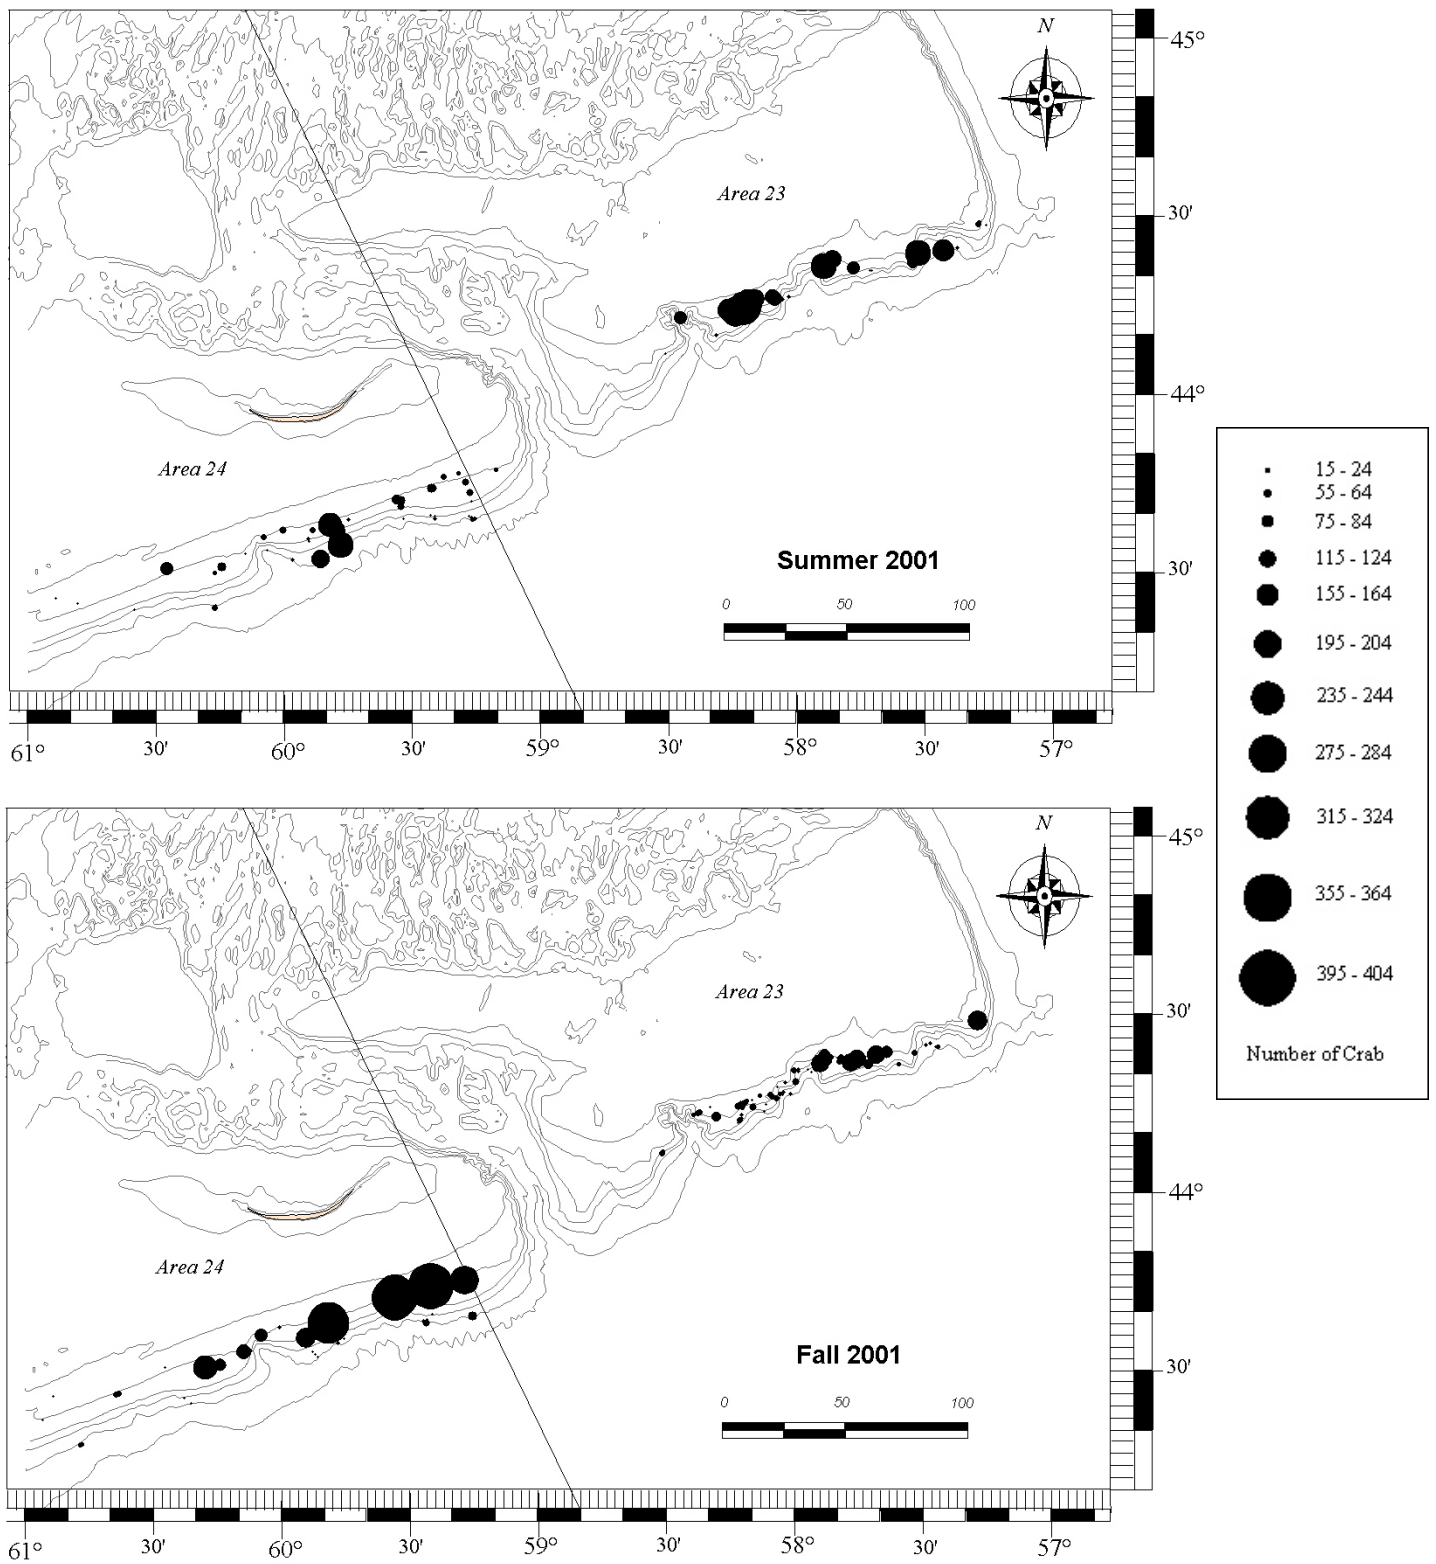 N
45°
Area 23
30'
44°
Area 24
Summer 2001
30'
0 50 100
61° 30' 60° 30' 59° 30' 58° 30' 57°
15 - 24
55 - 64
75 - 84
115 - 124
155 - 164
195 - 204
235 - 244
275 - 284
315 - 324
355 - 364
395 - 404
Number of Crab
N
45°
Area 23
30'
44°
Area 24
Fall 2001
30'
0 50 100
61° 30' 60° 30' 59° 30' 58° 30' 57°